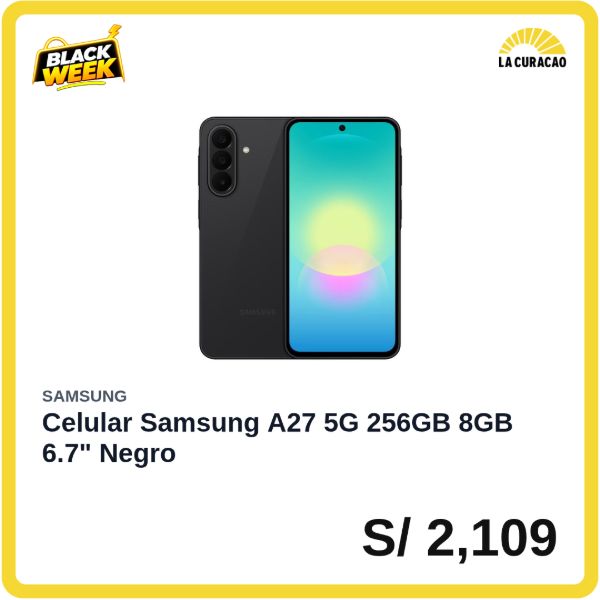 BLACK
WEEK
LA CURACAO
SAMSUNG
SAMSUNG
Celular Samsung A27 5G 256GB 8GB
6.7" Negro
S/ 2,109